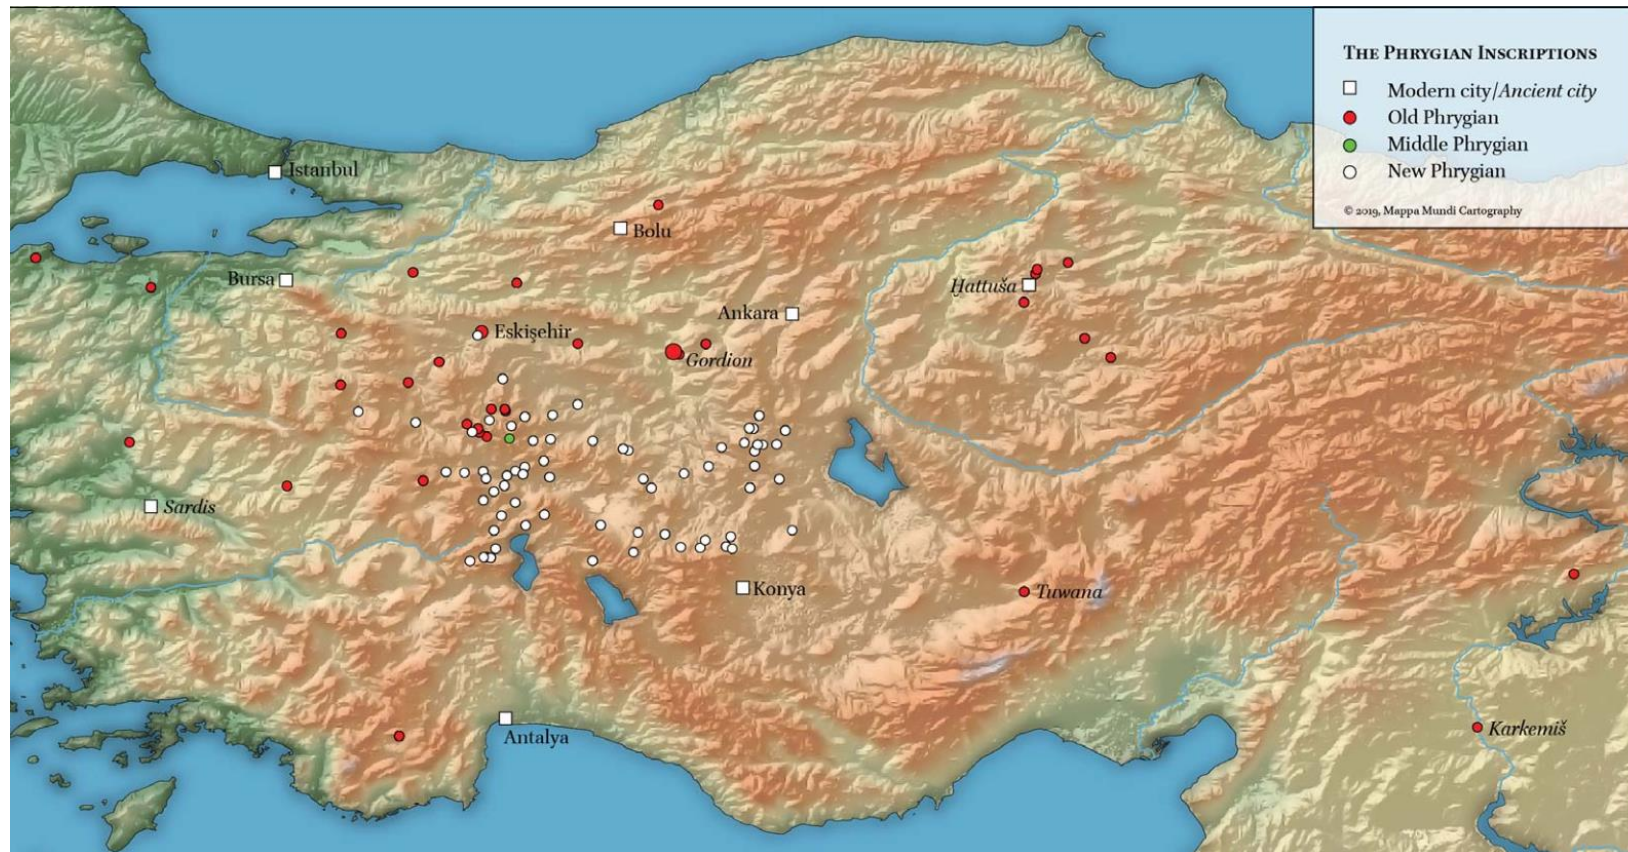 THE PHRYGIAN INSCRIPTIONS
Modern city/Ancient city
Old Phrygian
Middle Phrygian
New Phrygian
© 2019, Mappa Mundi Cartography
Istanbul
Bolu
Bursa
Ḫattuša
Ankara
Eskişehir
Gordion
Sardis
Konya
Tuwana
Antalya
Karkemiš